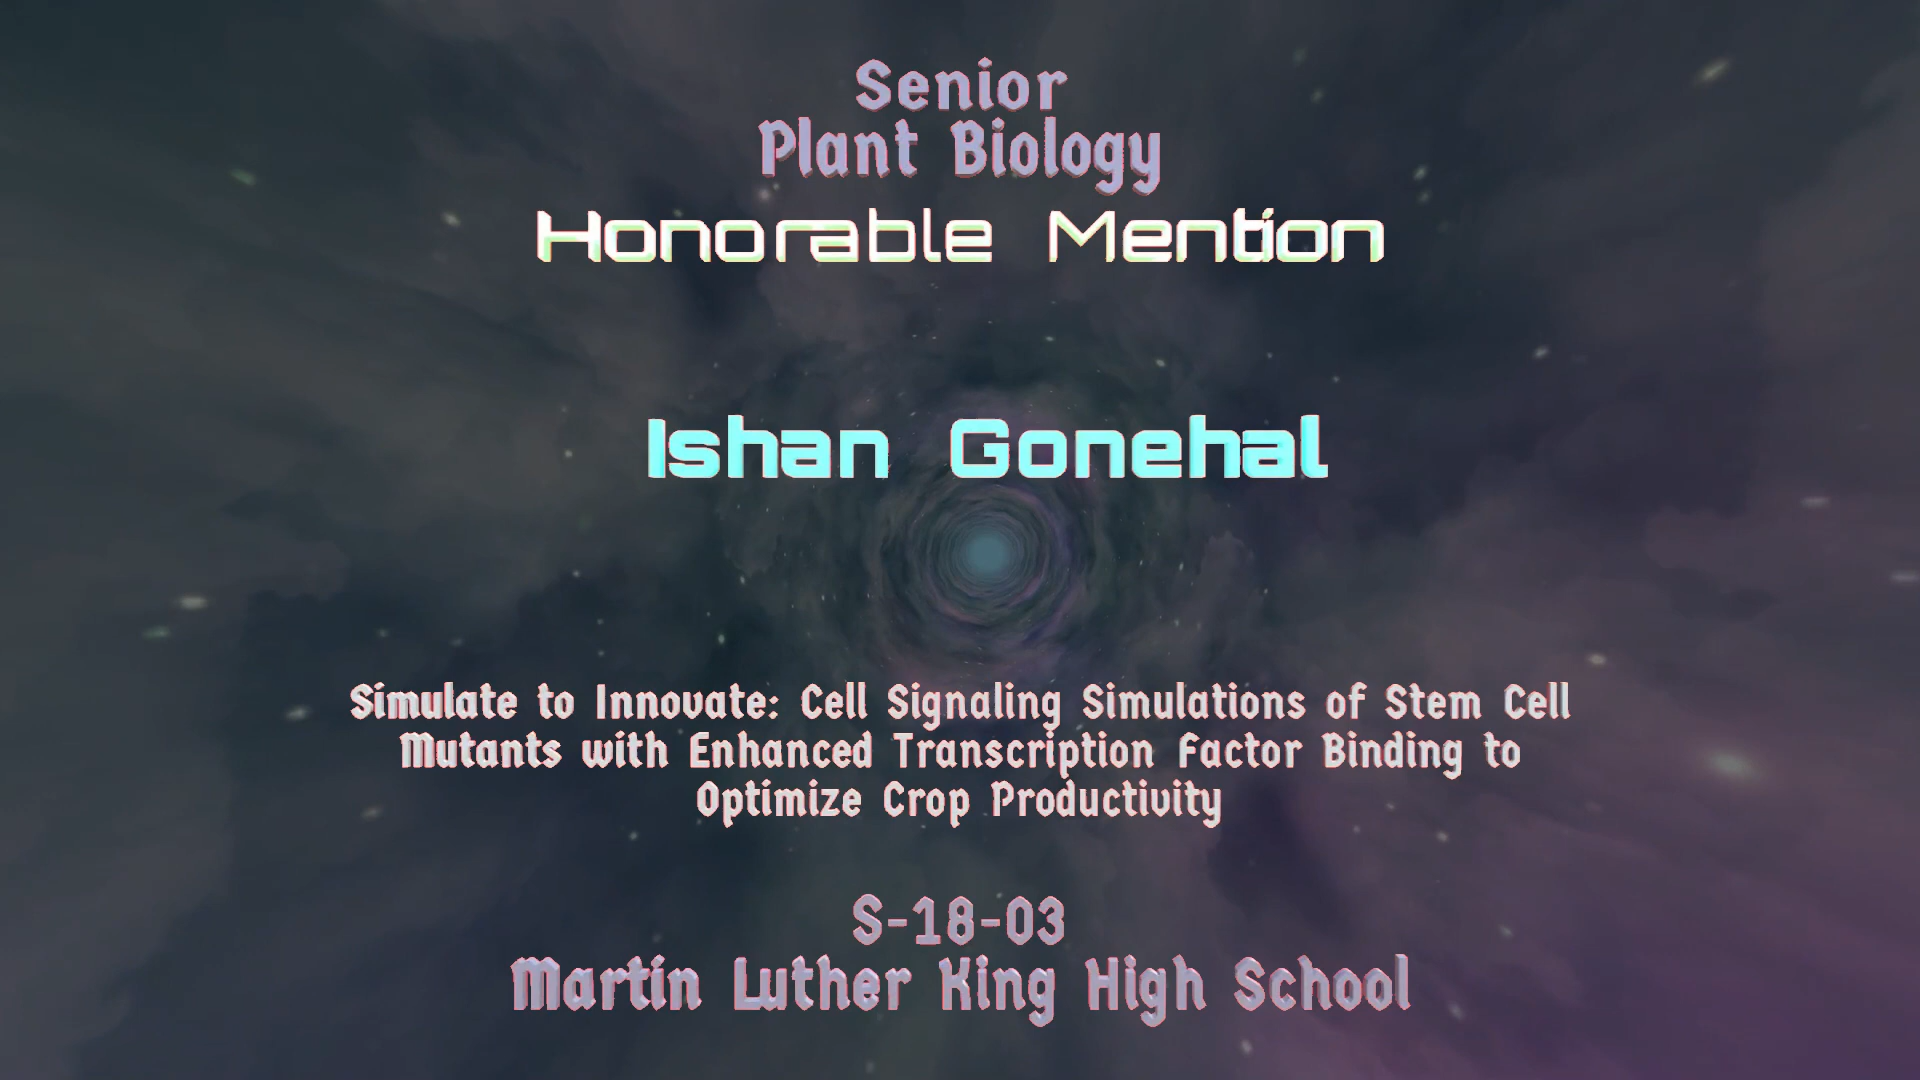 Senior
Plant Biology
Honorable Mention
Ishan Gonehal
Simulate to Innovate: Cell Signaling Simulations of Stem Cell
Mutants with Enhanced Transcription Factor Binding to
Optimize Crop Productivity
S-18-03
Martin Luther King High School